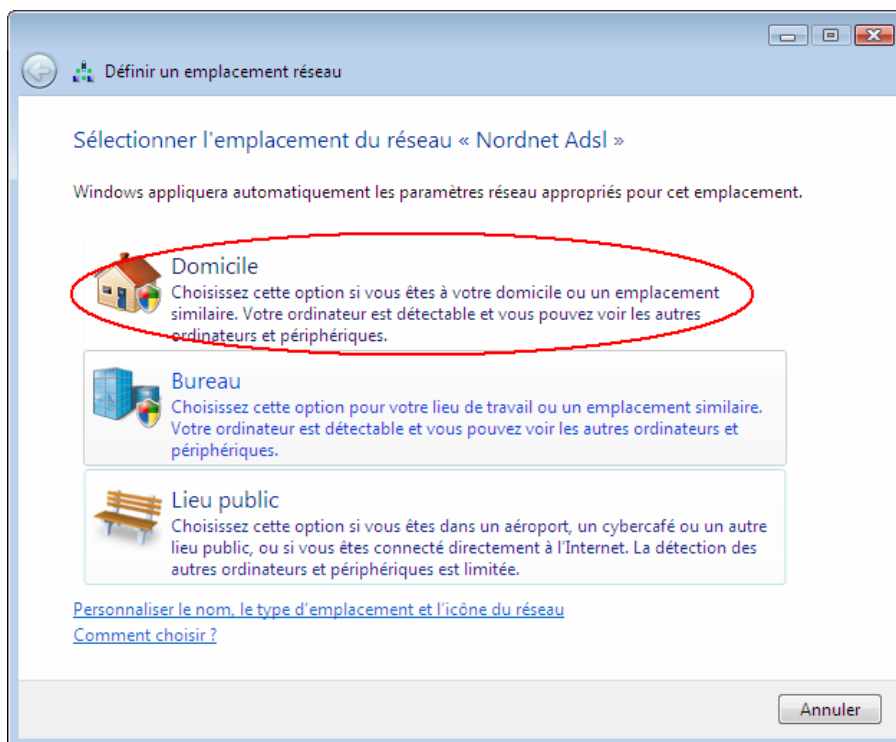 Définir un emplacement réseau
Sélectionner l'emplacement du réseau « Nordnet Adsl »
Windows appliquera automatiquement les paramètres réseau appropriés pour cet emplacement.
Domicile
Choisissez cette option si vous êtes à votre domicile ou un emplacement
similaire. Votre ordinateur est détectable et vous pouvez voir les autres
ordinateurs et périphériques.
Bureau
Choisissez cette option pour votre lieu de travail ou un emplacement similaire.
Votre ordinateur est détectable et vous pouvez voir les autres ordinateurs et
périphériques.
Lieu public
Choisissez cette option si vous êtes dans un aéroport, un cybercafé ou un autre
lieu public, ou si vous êtes connecté directement à l'Internet. La détection des
autres ordinateurs et périphériques est limitée.
Personnaliser le nom, le type d'emplacement et l'icône du réseau
Comment choisir ?
Annuler